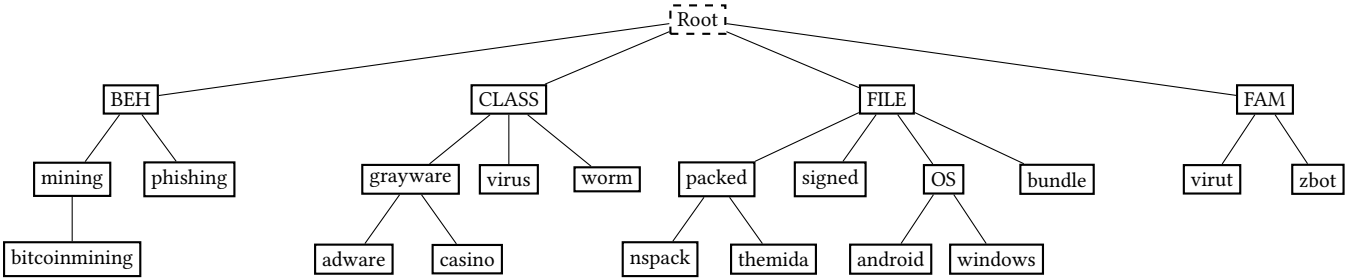 Root
BEH CLASS FILE FAM
mining phishing grayware virus worm packed signed OS bundle virut zbot
bitcoinmining adware casino nspack themida android windows